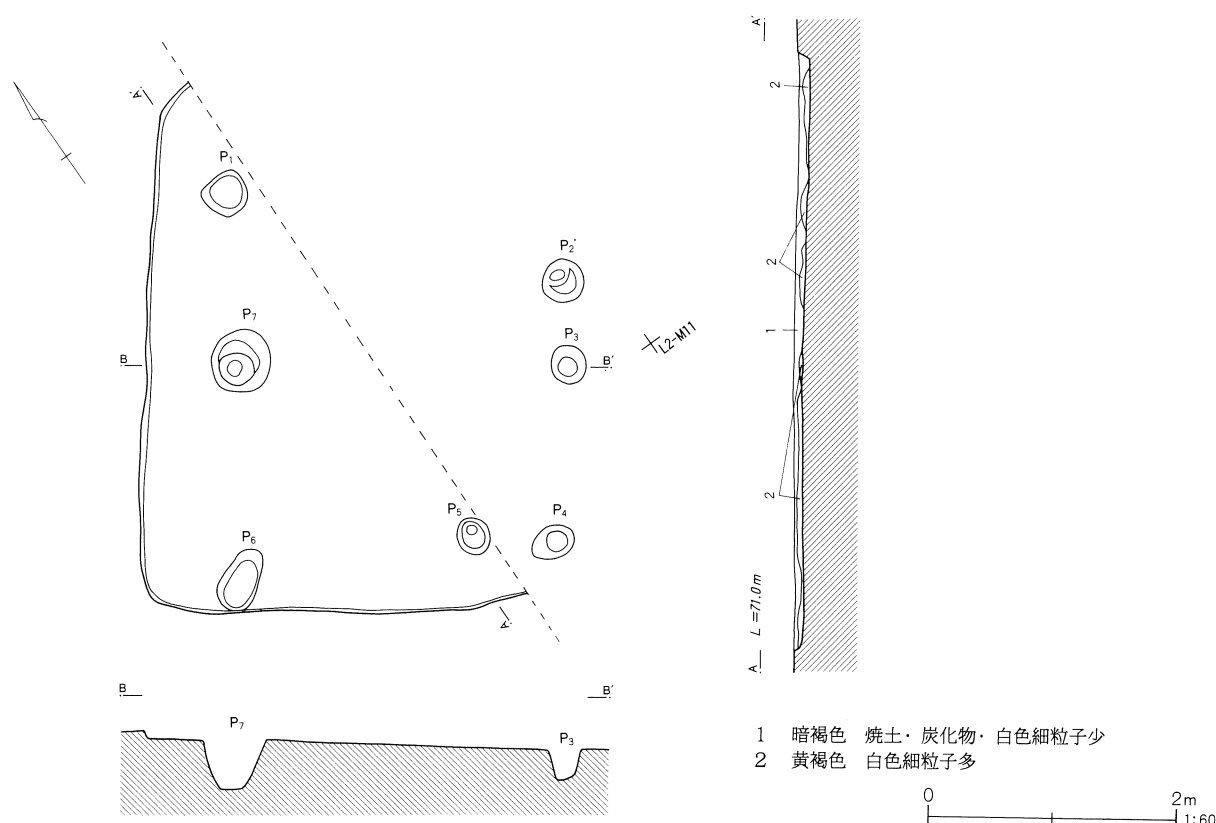 A'
P₁
P₂'
P₇
P₃
B
B'
L2-M11
P₅
P₄
P₆
A'
B
B'
P₇
P₃
A'
2
2
1
2
L=71.0m
A
1 暗褐色 焼土・炭化物・白色細粒子少
2 黄褐色 白色細粒子多
0 2m
1:60